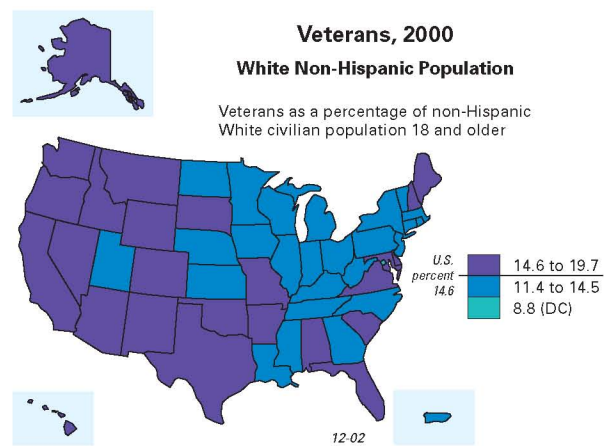 Veterans, 2000
White Non-Hispanic Population
Veterans as a percentage of non-Hispanic
White civilian population 18 and older
U.S.
percent
14.6
14.6 to 19.7
11.4 to 14.5
8.8 (DC)
12-02